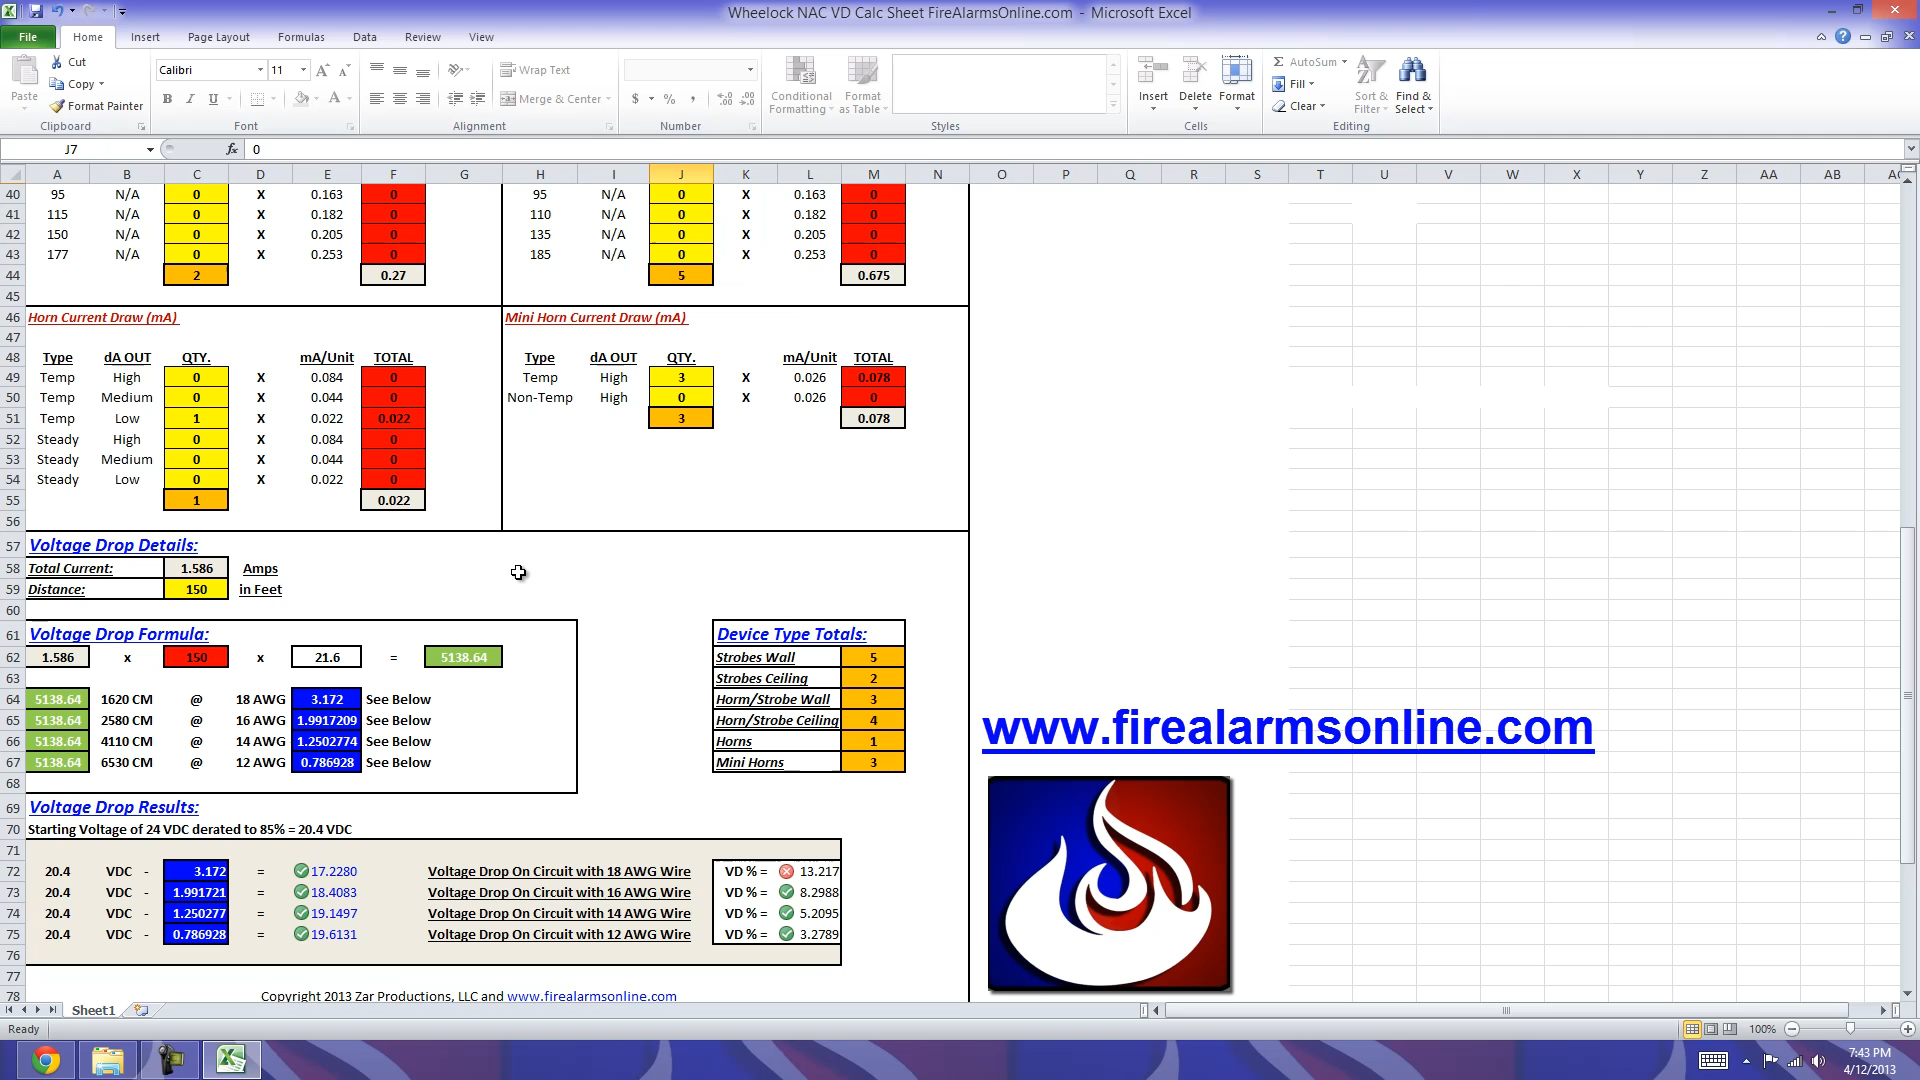 Wheelock NAC VD Calc Sheet FireAlarmsOnline.com - Microsoft Excel
File Home Insert Page Layout Formulas Data Review View
Cut
Copy
Format Painter
Paste
Calibri 11
B I U
Wrap Text
Merge & Center
$ % ,
Conditional Formatting
Format as Table
Insert Delete Format
AutoSum
Fill
Clear
Sort & Filter
Find & Select
Clipboard Font Alignment Number Styles Cells Editing
J7 fx 0
A B C D E F G H I J K L M N O P Q R S T U V W X Y Z AA AB AC
40 95 N/A 0 X 0.163 0 95 N/A 0 X 0.163 0
41 115 N/A 0 X 0.182 0 110 N/A 0 X 0.182 0
42 150 N/A 0 X 0.205 0 135 N/A 0 X 0.205 0
43 177 N/A 0 X 0.253 0 185 N/A 0 X 0.253 0
44 2 0.27 5 0.675
45
46 Horn Current Draw (mA) Mini Horn Current Draw (mA)
47
48 Type dA OUT QTY. mA/Unit TOTAL Type dA OUT QTY. mA/Unit TOTAL
49 Temp High 0 X 0.084 0 Temp High 3 X 0.026 0.078
50 Temp Medium 0 X 0.044 0 Non-Temp High 0 X 0.026 0
51 Temp Low 1 X 0.022 0.022 3 0.078
52 Steady High 0 X 0.084 0
53 Steady Medium 0 X 0.044 0
54 Steady Low 0 X 0.022 0
55 1 0.022
56
57 Voltage Drop Details:
58 Total Current: 1.586 Amps
59 Distance: 150 in Feet
60
61 Voltage Drop Formula: Device Type Totals:
62 1.586 x 150 x 21.6 = 5138.64 Strobes Wall 5
63 Strobes Ceiling 2
64 5138.64 1620 CM @ 18 AWG 3.172 See Below Horm/Strobe Wall 3
65 5138.64 2580 CM @ 16 AWG 1.9917209 See Below Horn/Strobe Ceiling 4
66 5138.64 4110 CM @ 14 AWG 1.2502774 See Below Horns 1
67 5138.64 6530 CM @ 12 AWG 0.786928 See Below Mini Horns 3
www.firealarmsonline.com
68
69 Voltage Drop Results:
70 Starting Voltage of 24 VDC derated to 85% = 20.4 VDC
71
72 20.4 VDC - 3.172 = 17.2280 Voltage Drop On Circuit with 18 AWG Wire VD % = 13.217
73 20.4 VDC - 1.991721 = 18.4083 Voltage Drop On Circuit with 16 AWG Wire VD % = 8.2988
74 20.4 VDC - 1.250277 = 19.1497 Voltage Drop On Circuit with 14 AWG Wire VD % = 5.2095
75 20.4 VDC - 0.786928 = 19.6131 Voltage Drop On Circuit with 12 AWG Wire VD % = 3.2789
76
77
78 Copyright 2013 Zar Productions, LLC and www.firealarmsonline.com
Sheet1
Ready 100%
7:43 PM
4/12/2013